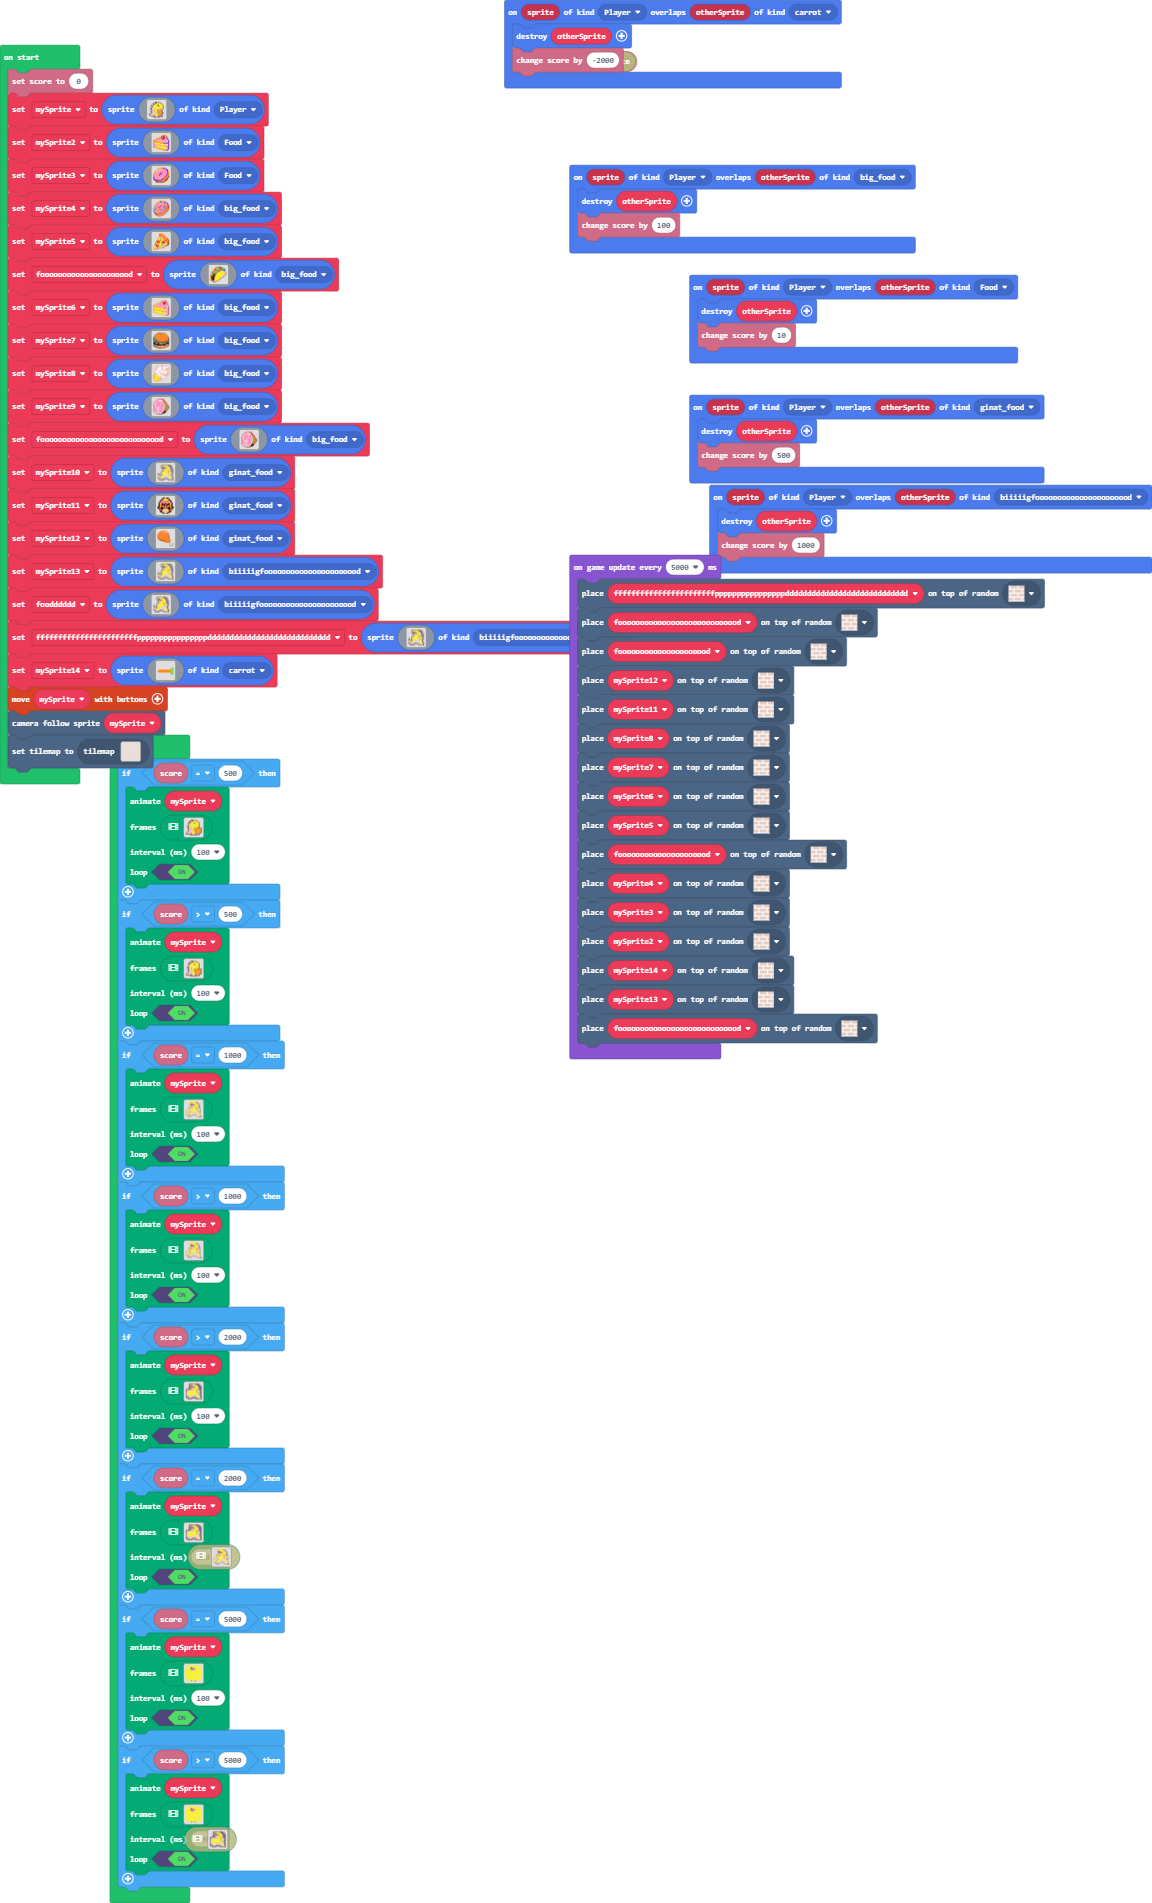 on start
set score to 0
set mySprite to sprite of kind Player
set mySprite2 to sprite of kind Food
set mySprite3 to sprite of kind Food
set mySprite4 to sprite of kind big_food
set mySprite5 to sprite of kind big_food
set foooooooooooooooooooood to sprite of kind big_food
set mySprite6 to sprite of kind big_food
set mySprite7 to sprite of kind big_food
set mySprite8 to sprite of kind big_food
set mySprite9 to sprite of kind big_food
set foooooooooooooooooooooooooood to sprite of kind big_food
set mySprite10 to sprite of kind ginat_food
set mySprite11 to sprite of kind ginat_food
set mySprite12 to sprite of kind ginat_food
set mySprite13 to sprite of kind biiiiigfoooooooooooooooooooood
set foodddddd to sprite of kind biiiiigfoooooooooooooooooooood
set fffffffffffffffffffffffppppppppppppppppdddddddddddddddddddddddddddd to sprite of kind
set mySprite14 to sprite of kind carrot
move mySprite with buttons
camera follow sprite mySprite
set tilemap to tilemap
if score = 500 then
animate mySprite
frames
interval (ms) 100
loop ON
if score > 500 then
animate mySprite
frames
interval (ms) 100
loop ON
if score = 1000 then
animate mySprite
frames
interval (ms) 100
loop ON
if score > 1000 then
animate mySprite
frames
interval (ms) 100
loop ON
if score > 2000 then
animate mySprite
frames
interval (ms) 100
loop ON
if score = 2000 then
animate mySprite
frames
interval (ms)
loop ON
if score = 5000 then
animate mySprite
frames
interval (ms) 100
loop ON
if score > 5000 then
animate mySprite
frames
interval (ms)
loop ON
on sprite of kind Player overlaps otherSprite of kind carrot
destroy otherSprite
change score by -2000
on sprite of kind Player overlaps otherSprite of kind big_food
destroy otherSprite
change score by 100
on sprite of kind Player overlaps otherSprite of kind Food
destroy otherSprite
change score by 10
on sprite of kind Player overlaps otherSprite of kind ginat_food
destroy otherSprite
change score by 500
on sprite of kind Player overlaps otherSprite of kind biiiiigfoooooooooooooooooooood
destroy otherSprite
change score by 1000
on game update every 5000 ms
place fffffffffffffffffffffffppppppppppppppppdddddddddddddddddddddddddddd on top of random
place foooooooooooooooooooooooooood on top of random
place foooooooooooooooooooood on top of random
place mySprite12 on top of random
place mySprite11 on top of random
place mySprite8 on top of random
place mySprite7 on top of random
place mySprite6 on top of random
place mySprite5 on top of random
place foooooooooooooooooooood on top of random
place mySprite4 on top of random
place mySprite3 on top of random
place mySprite2 on top of random
place mySprite14 on top of random
place mySprite13 on top of random
place foooooooooooooooooooooooooood on top of random